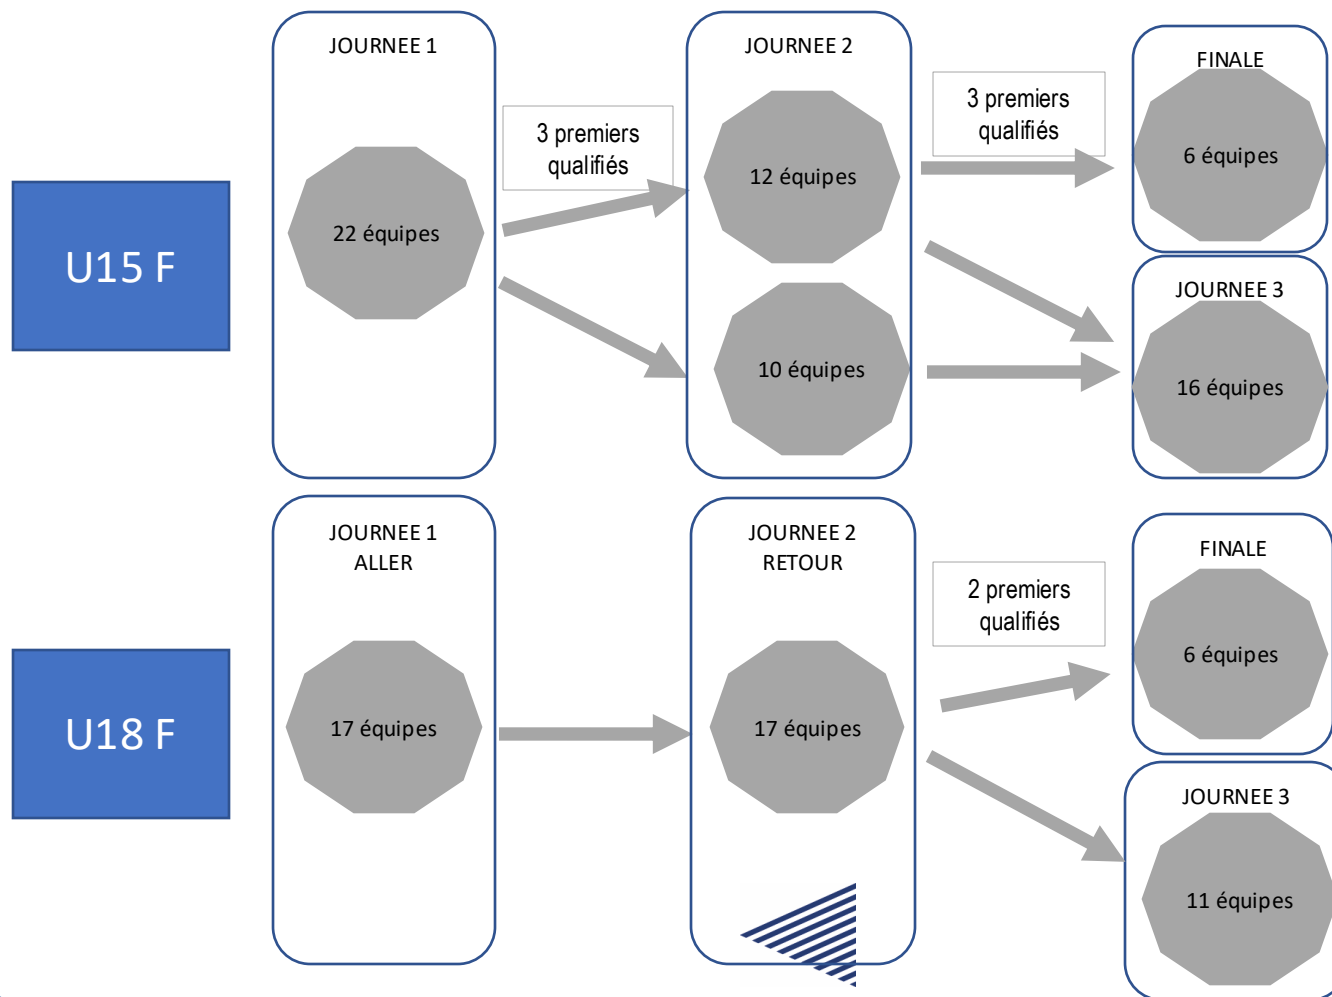 U15 F
JOURNEE 1
22 équipes
3 premiers
qualifiés
JOURNEE 2
12 équipes
10 équipes
3 premiers
qualifiés
FINALE
6 équipes
JOURNEE 3
16 équipes
U18 F
JOURNEE 1
ALLER
17 équipes
JOURNEE 2
RETOUR
17 équipes
2 premiers
qualifiés
FINALE
6 équipes
JOURNEE 3
11 équipes